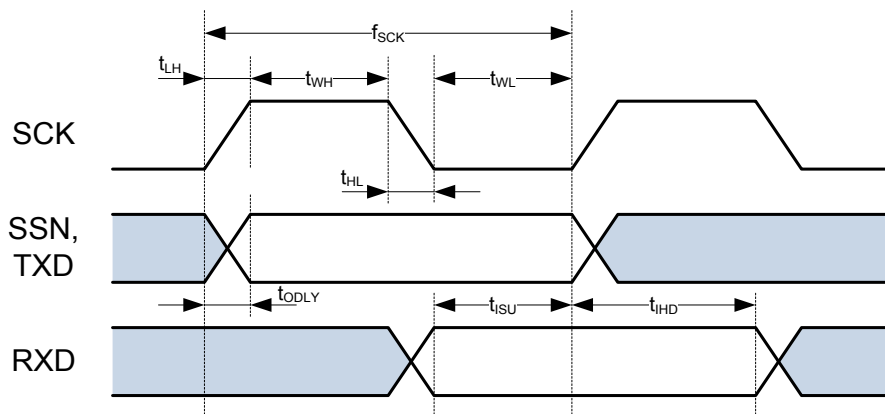 fSCK
tLH
tWH
tWL
SCK
tHL
SSN,
TXD
tODLY
tISU
tIHD
RXD